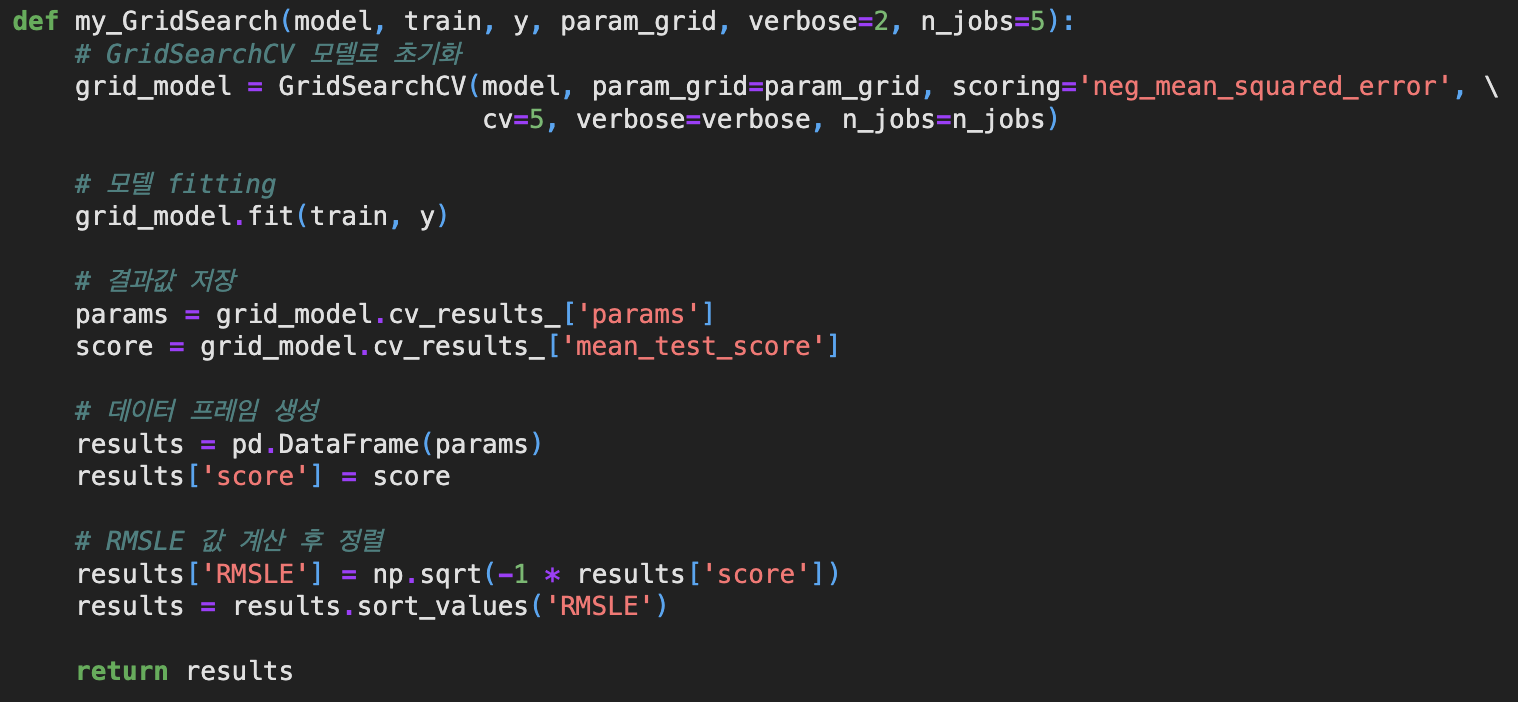 def my_GridSearch(model, train, y, param_grid, verbose=2, n_jobs=5):
    # GridSearchCV 모델로 초기화
    grid_model = GridSearchCV(model, param_grid=param_grid, scoring='neg_mean_squared_error', \
                              cv=5, verbose=verbose, n_jobs=n_jobs)

    # 모델 fitting
    grid_model.fit(train, y)

    # 결과값 저장
    params = grid_model.cv_results_['params']
    score = grid_model.cv_results_['mean_test_score']

    # 데이터 프레임 생성
    results = pd.DataFrame(params)
    results['score'] = score

    # RMSLE 값 계산 후 정렬
    results['RMSLE'] = np.sqrt(-1 * results['score'])
    results = results.sort_values('RMSLE')

    return results